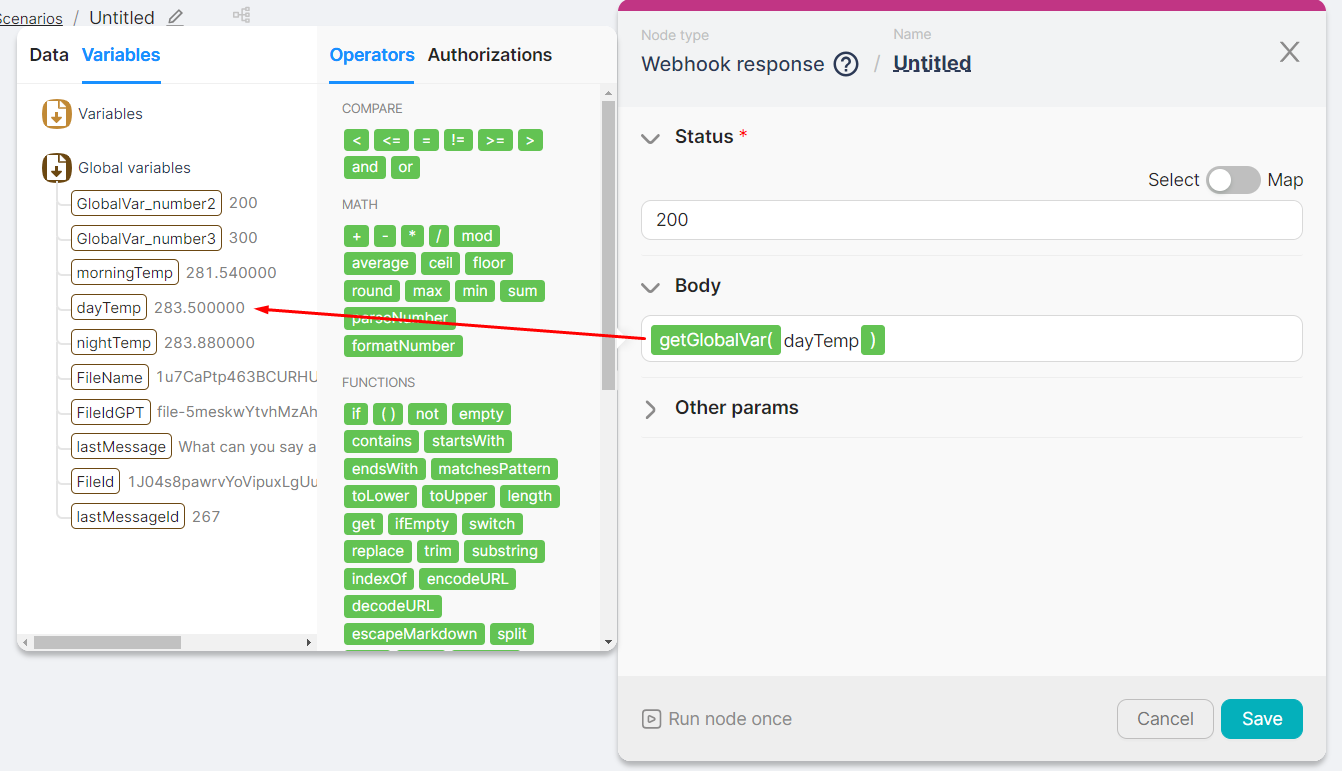 Scenarios / Untitled
Data Variables
Variables
Global variables
GlobalVar_number2 200
GlobalVar_number3 300
morningTemp 281.540000
dayTemp 283.500000
nightTemp 283.880000
FileName 1u7CaPtp463BCURHU
FileIdGPT file-5meskwYtvhMzAh
lastMessage What can you say a
FileId 1J04s8pawrvYoVipuxLgUu
lastMessageId 267
Operators Authorizations
COMPARE
< <= = != >= >
and or
MATH
+ - * / mod
average ceil floor
round max min sum
parseNumber
formatNumber
FUNCTIONS
if ( ) not empty
contains startsWith
endsWith matchesPattern
toLower toUpper length
get ifEmpty switch
replace trim substring
indexOf encodeURL
decodeURL
escapeMarkdown split
Node type Name
Webhook response ? / Untitled
Status *
Select Map
200
Body
getGlobalVar( dayTemp )
Other params
Run node once
Cancel Save